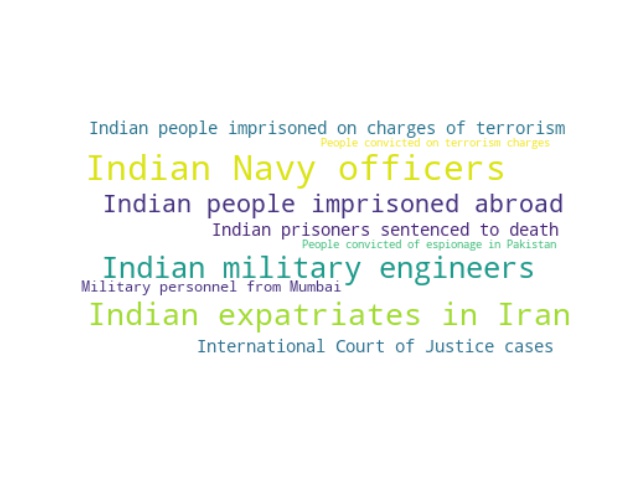 Indian people imprisoned on charges of terrorism
People convicted on terrorism charges
Indian Navy officers
Indian people imprisoned abroad
Indian prisoners sentenced to death
People convicted of espionage in Pakistan
Indian military engineers
Military personnel from Mumbai
Indian expatriates in Iran
International Court of Justice cases